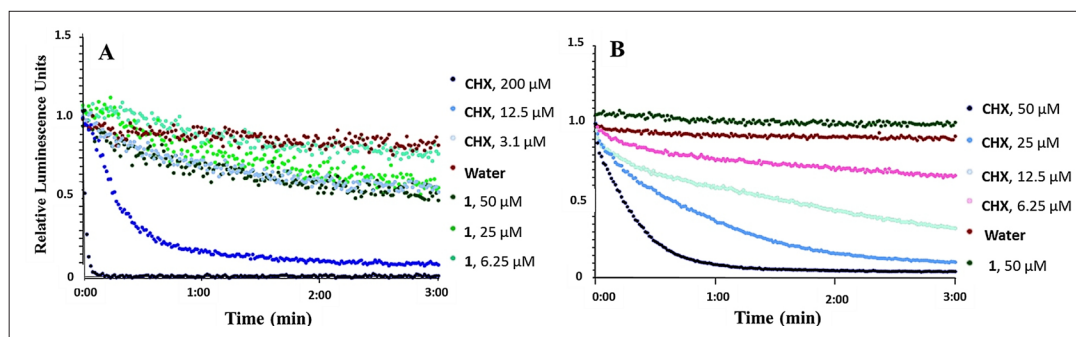 A
Relative Luminescence Units
1.5
1.0
0.5
0
0:00
1:00
2:00
3:00
Time (min)
CHX, 200 µM
CHX, 12.5 µM
CHX, 3.1 µM
Water
1, 50 µM
1, 25 µM
1, 6.25 µM
B
1.5
1.0
0.5
0
0:00
1:00
2:00
3:00
Time (min)
CHX, 50 µM
CHX, 25 µM
CHX, 12.5 µM
CHX, 6.25 µM
Water
1, 50 µM